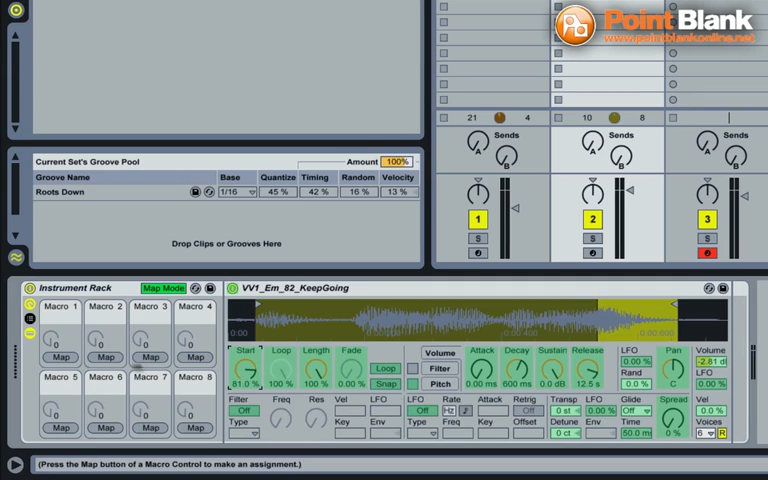 Point Blank
www.pointblankonline.net
21 4 10 8
Sends Sends Sends
A B A B A B
Current Set's Groove Pool Amount 100%
Groove Name Base Quantize Timing Random Velocity
Roots Down 1/16 45 % 42 % 16 % 13 %
Drop Clips or Grooves Here
1 2 3
S S S
Instrument Rack Map Mode VV1_Em_82_KeepGoing
Macro 1 Macro 2 Macro 3 Macro 4
0 0 0 0
Map Map Map Map
Macro 5 Macro 6 Macro 7 Macro 8
0 0 0 0
Map Map Map Map
0:00 0:00:400 0:00:600
Start Loop Length Fade Volume Attack Decay Sustain Release LFO Pan Volume
Loop Filter 0.00 % -2.81 dB
Snap Pitch Rand LFO
81.0 % 100 % 100 % 0.00 % 0.00 ms 600 ms 0.0 dB 12.5 s 0.0 % C 0.00 %
Filter Freq Res Vel LFO LFO Rate Attack Retrig Transp LFO Glide Spread Vel
Off Off Hz Off 0 st 0.00 % Off 0.0 %
Type Key Env Type Key Offset Detune Env Time Voices
0 ct 50.0 ms 0 % 6 R
(Press the Map button of a Macro Control to make an assignment.)